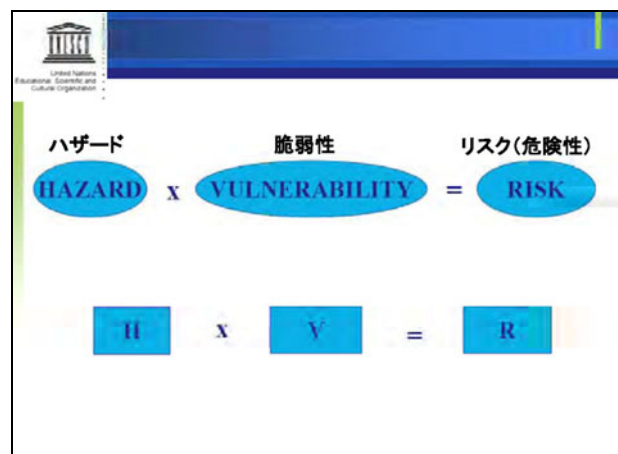 UNESCO
United Nations
Educational, Scientific and
Cultural Organization
ハザード 脆弱性 リスク(危険性)
HAZARD x VULNERABILITY = RISK
H x V = R